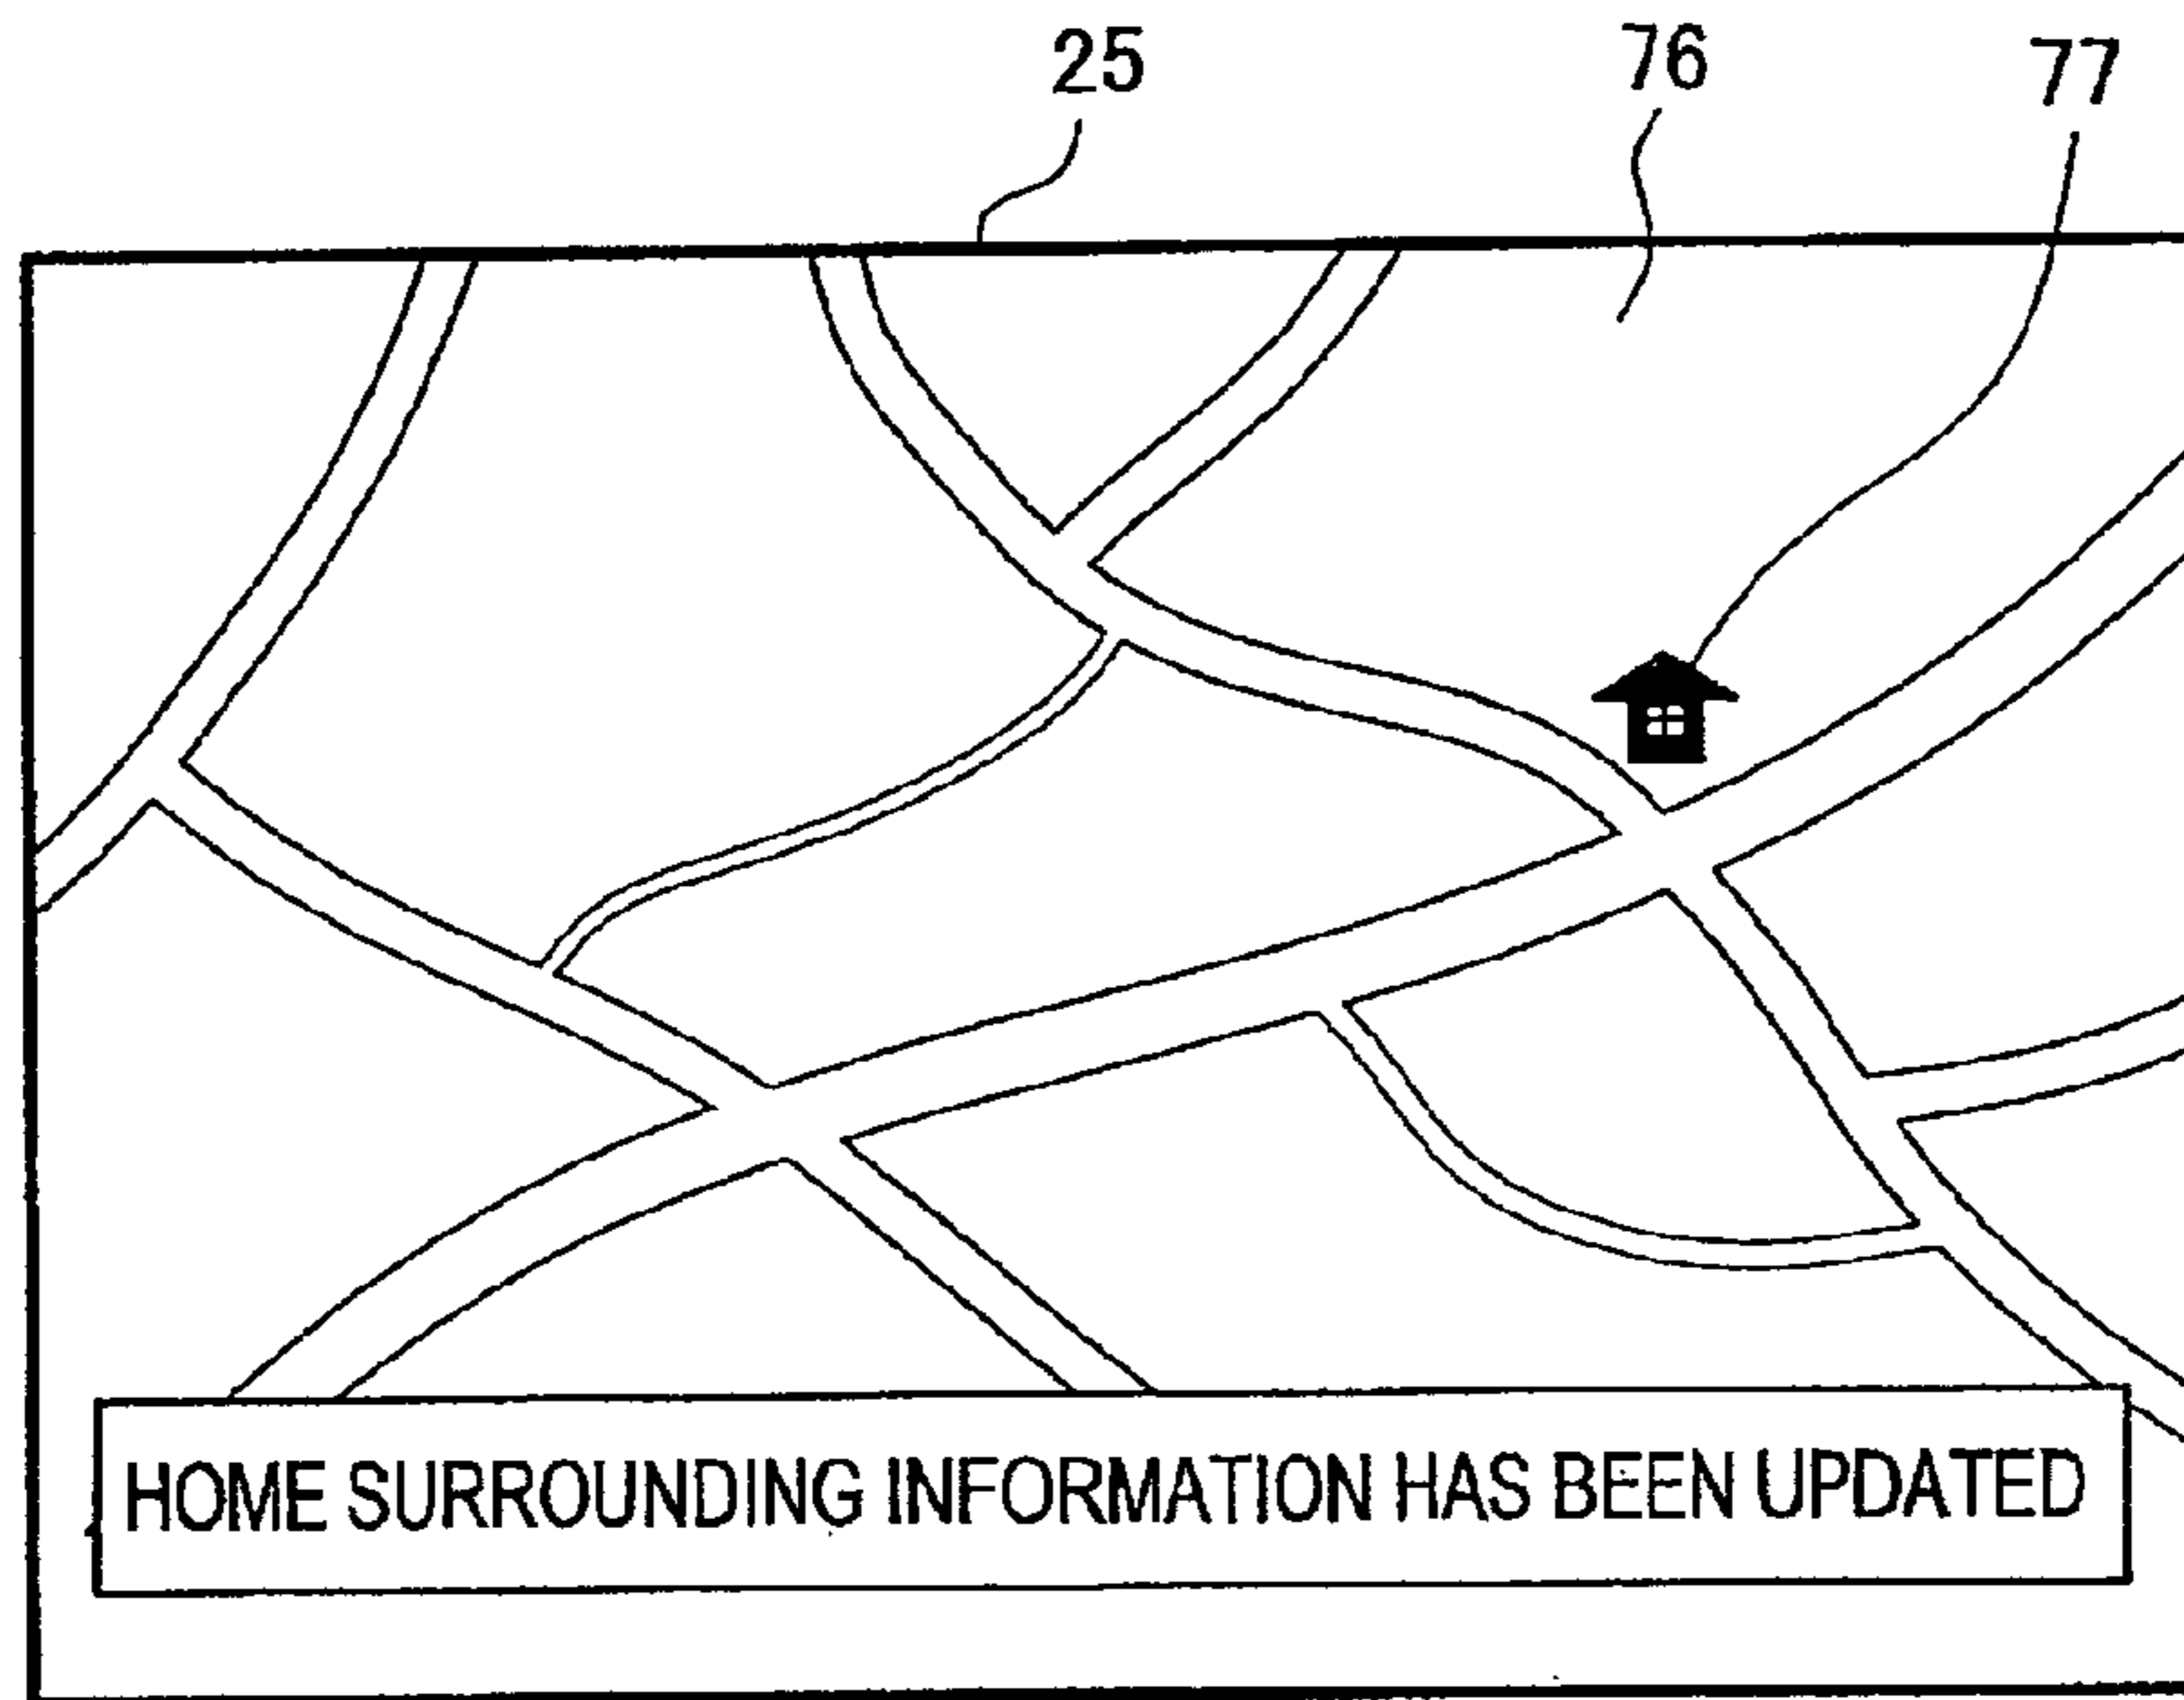 25 76 77
HOME SURROUNDING INFORMATION HAS BEEN UPDATED